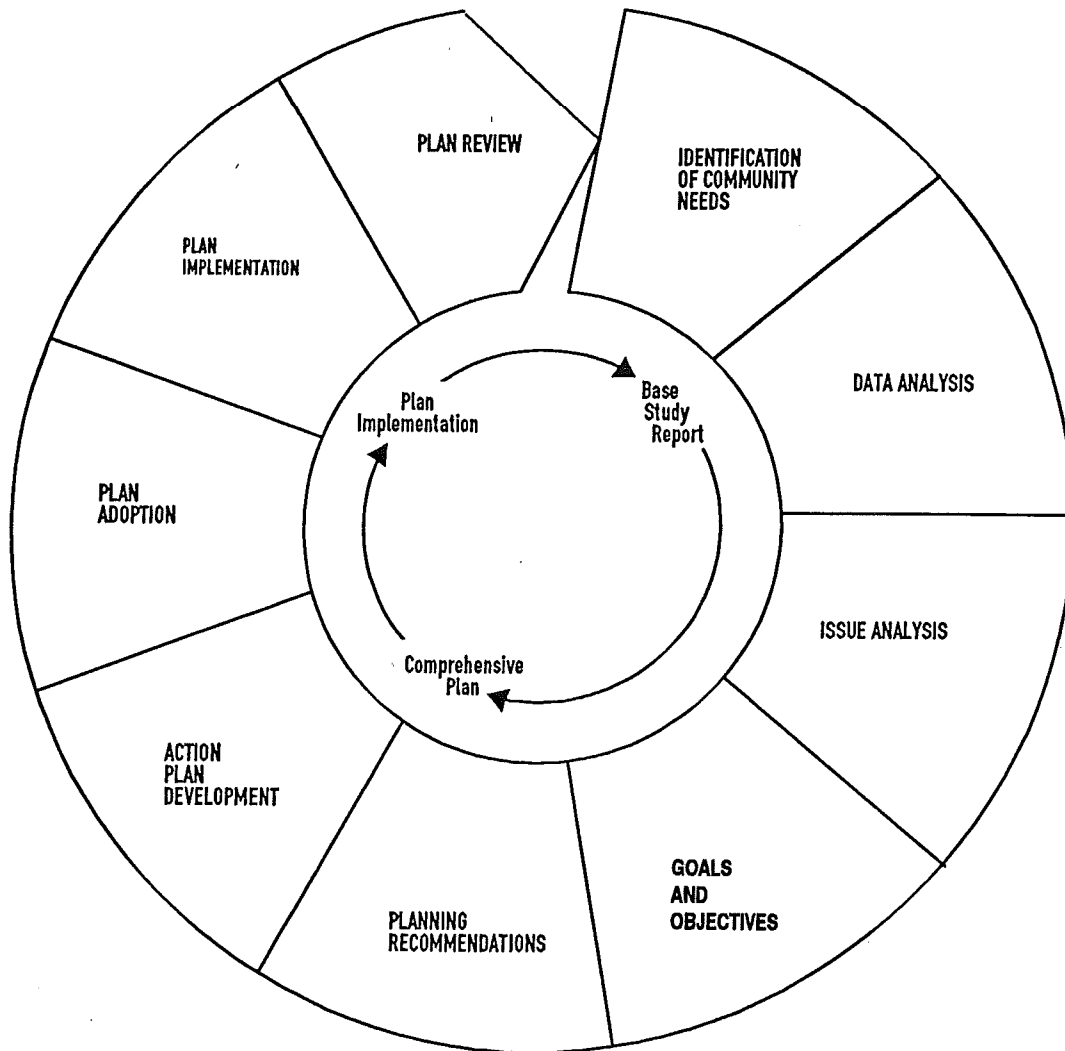 PLAN REVIEW
IDENTIFICATION
OF COMMUNITY
NEEDS
DATA ANALYSIS
ISSUE ANALYSIS
GOALS
AND
OBJECTIVES
PLANNING
RECOMMENDATIONS
ACTION
PLAN
DEVELOPMENT
PLAN
ADOPTION
PLAN
IMPLEMENTATION
Base
Study
Report
Comprehensive
Plan
Plan
Implementation